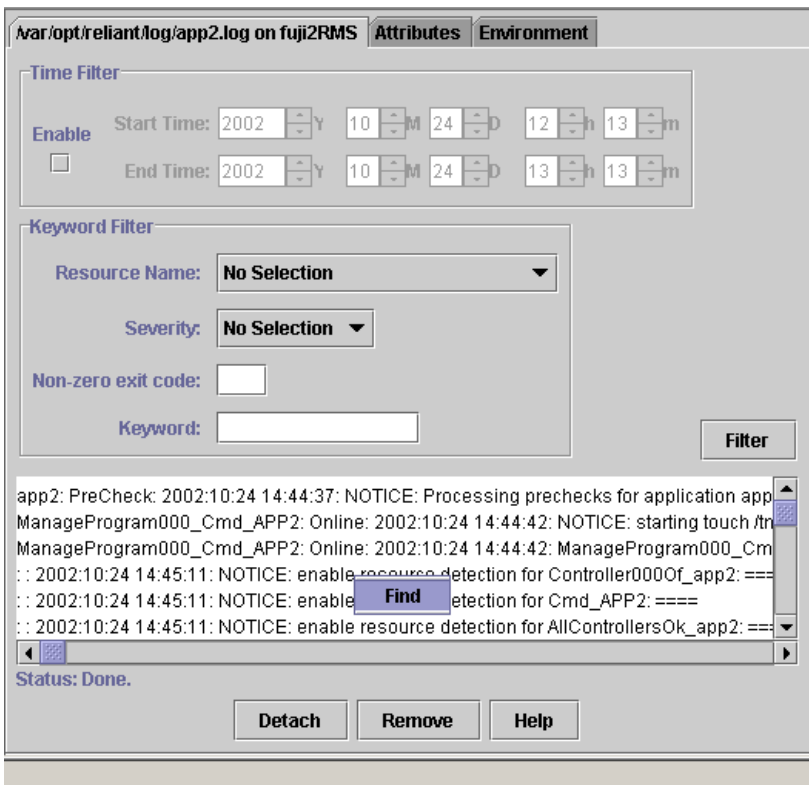 /var/opt/reliant/log/app2.log on fuji2RMS Attributes Environment
Time Filter
Enable
Start Time: 2002 Y 10 M 24 D 12 h 13 m
End Time: 2002 Y 10 M 24 D 13 h 13 m
Keyword Filter
Resource Name: No Selection
Severity: No Selection
Non-zero exit code:
Keyword:
Filter
app2: PreCheck: 2002:10:24 14:44:37: NOTICE: Processing prechecks for application app
ManageProgram000_Cmd_APP2: Online: 2002:10:24 14:44:42: NOTICE: starting touch
ManageProgram000_Cmd_APP2: Online: 2002:10:24 14:44:42: ManageProgram000_Cm
: : 2002:10:24 14:45:11: NOTICE: enable resource detection for Controller000Of_app2: ===
: : 2002:10:24 14:45:11: NOTICE: enable Find etection for Cmd_APP2: ====
: : 2002:10:24 14:45:11: NOTICE: enable resource detection for AllControllersOk_app2: ===
Status: Done.
Detach Remove Help